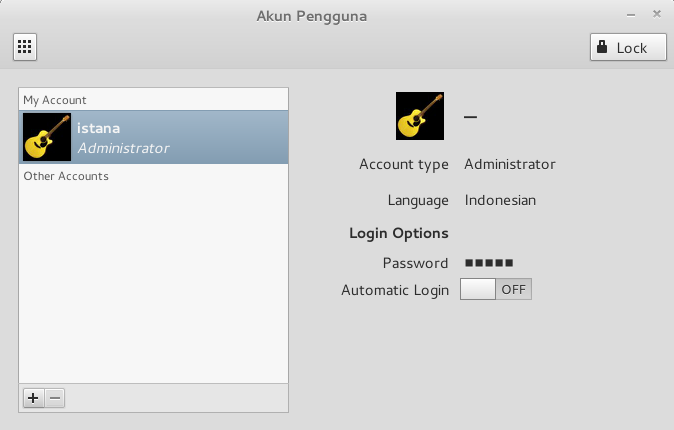 Akun Pengguna
Lock
My Account
istana
Administrator
Other Accounts
Account type Administrator
Language Indonesian
Login Options
Password
Automatic Login OFF